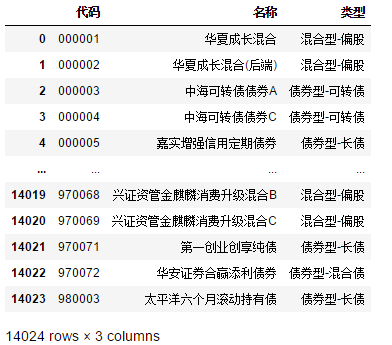 代码 名称 类型
0 000001 华夏成长混合 混合型-偏股
1 000002 华夏成长混合(后端) 混合型-偏股
2 000003 中海可转债债券A 债券型-可转债
3 000004 中海可转债债券C 债券型-可转债
4 000005 嘉实增强信用定期债券 债券型-长债
... ... ... ...
14019 970068 兴证资管金麒麟消费升级混合B 混合型-偏股
14020 970069 兴证资管金麒麟消费升级混合C 混合型-偏股
14021 970071 第一创业创享纯债 债券型-长债
14022 970072 华安证券合赢添利债券 债券型-混合债
14023 980003 太平洋六个月滚动持有债 债券型-长债
14024 rows × 3 columns